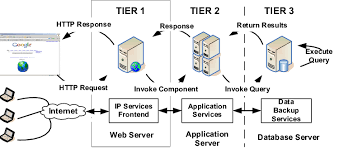 TIER 1
TIER 2
TIER 3
HTTP Response
Response
Return Results
Google
Execute
Query
HTTP Request
Invoke Component
Invoke Query
Internet
IP Services
Frontend
Application
Services
Data
Backup
Services
Web Server
Application
Server
Database Server